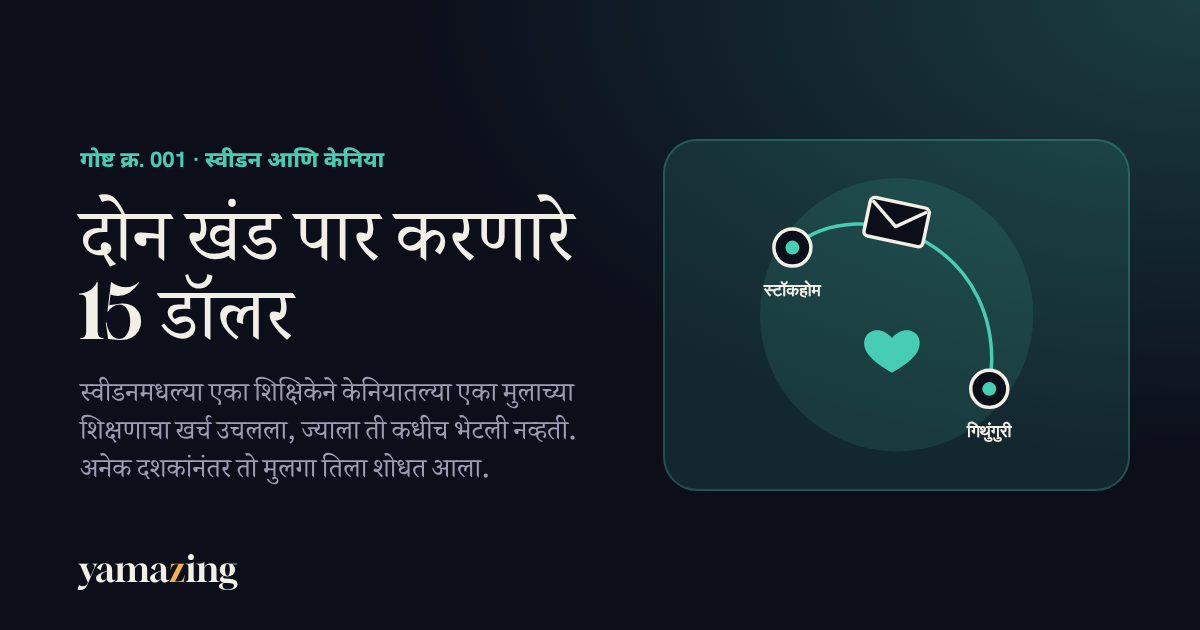 गोष्ट क्र. 001 · स्वीडन आणि केनिया
दोन खंड पार करणारे
15 डॉलर
स्वीडनमधल्या एका शिक्षिकेने केनियातल्या एका मुलाच्या
शिक्षणाचा खर्च उचलला, ज्याला ती कधीच भेटली नव्हती.
अनेक दशकांनंतर तो मुलगा तिला शोधत आला.
स्टॉकहोम
गिथुंगुरी
yamazing